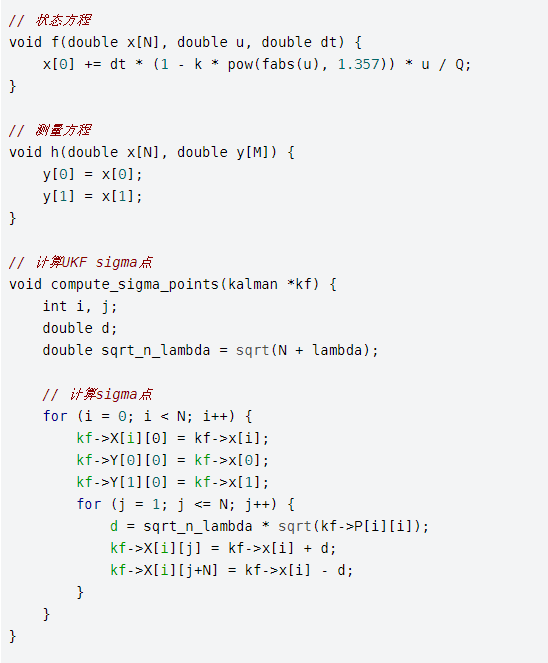 // 状态方程
void f(double x[N], double u, double dt) {
    x[0] += dt * (1 - k * pow(fabs(u), 1.357)) * u / Q;
}

// 测量方程
void h(double x[N], double y[M]) {
    y[0] = x[0];
    y[1] = x[1];
}

// 计算UKF sigma点
void compute_sigma_points(kalman *kf) {
    int i, j;
    double d;
    double sqrt_n_lambda = sqrt(N + lambda);

    // 计算sigma点
    for (i = 0; i < N; i++) {
        kf->X[i][0] = kf->x[i];
        kf->Y[0][0] = kf->x[0];
        kf->Y[1][0] = kf->x[1];
        for (j = 1; j <= N; j++) {
            d = sqrt_n_lambda * sqrt(kf->P[i][i]);
            kf->X[i][j] = kf->x[i] + d;
            kf->X[i][j+N] = kf->x[i] - d;
        }
    }
}